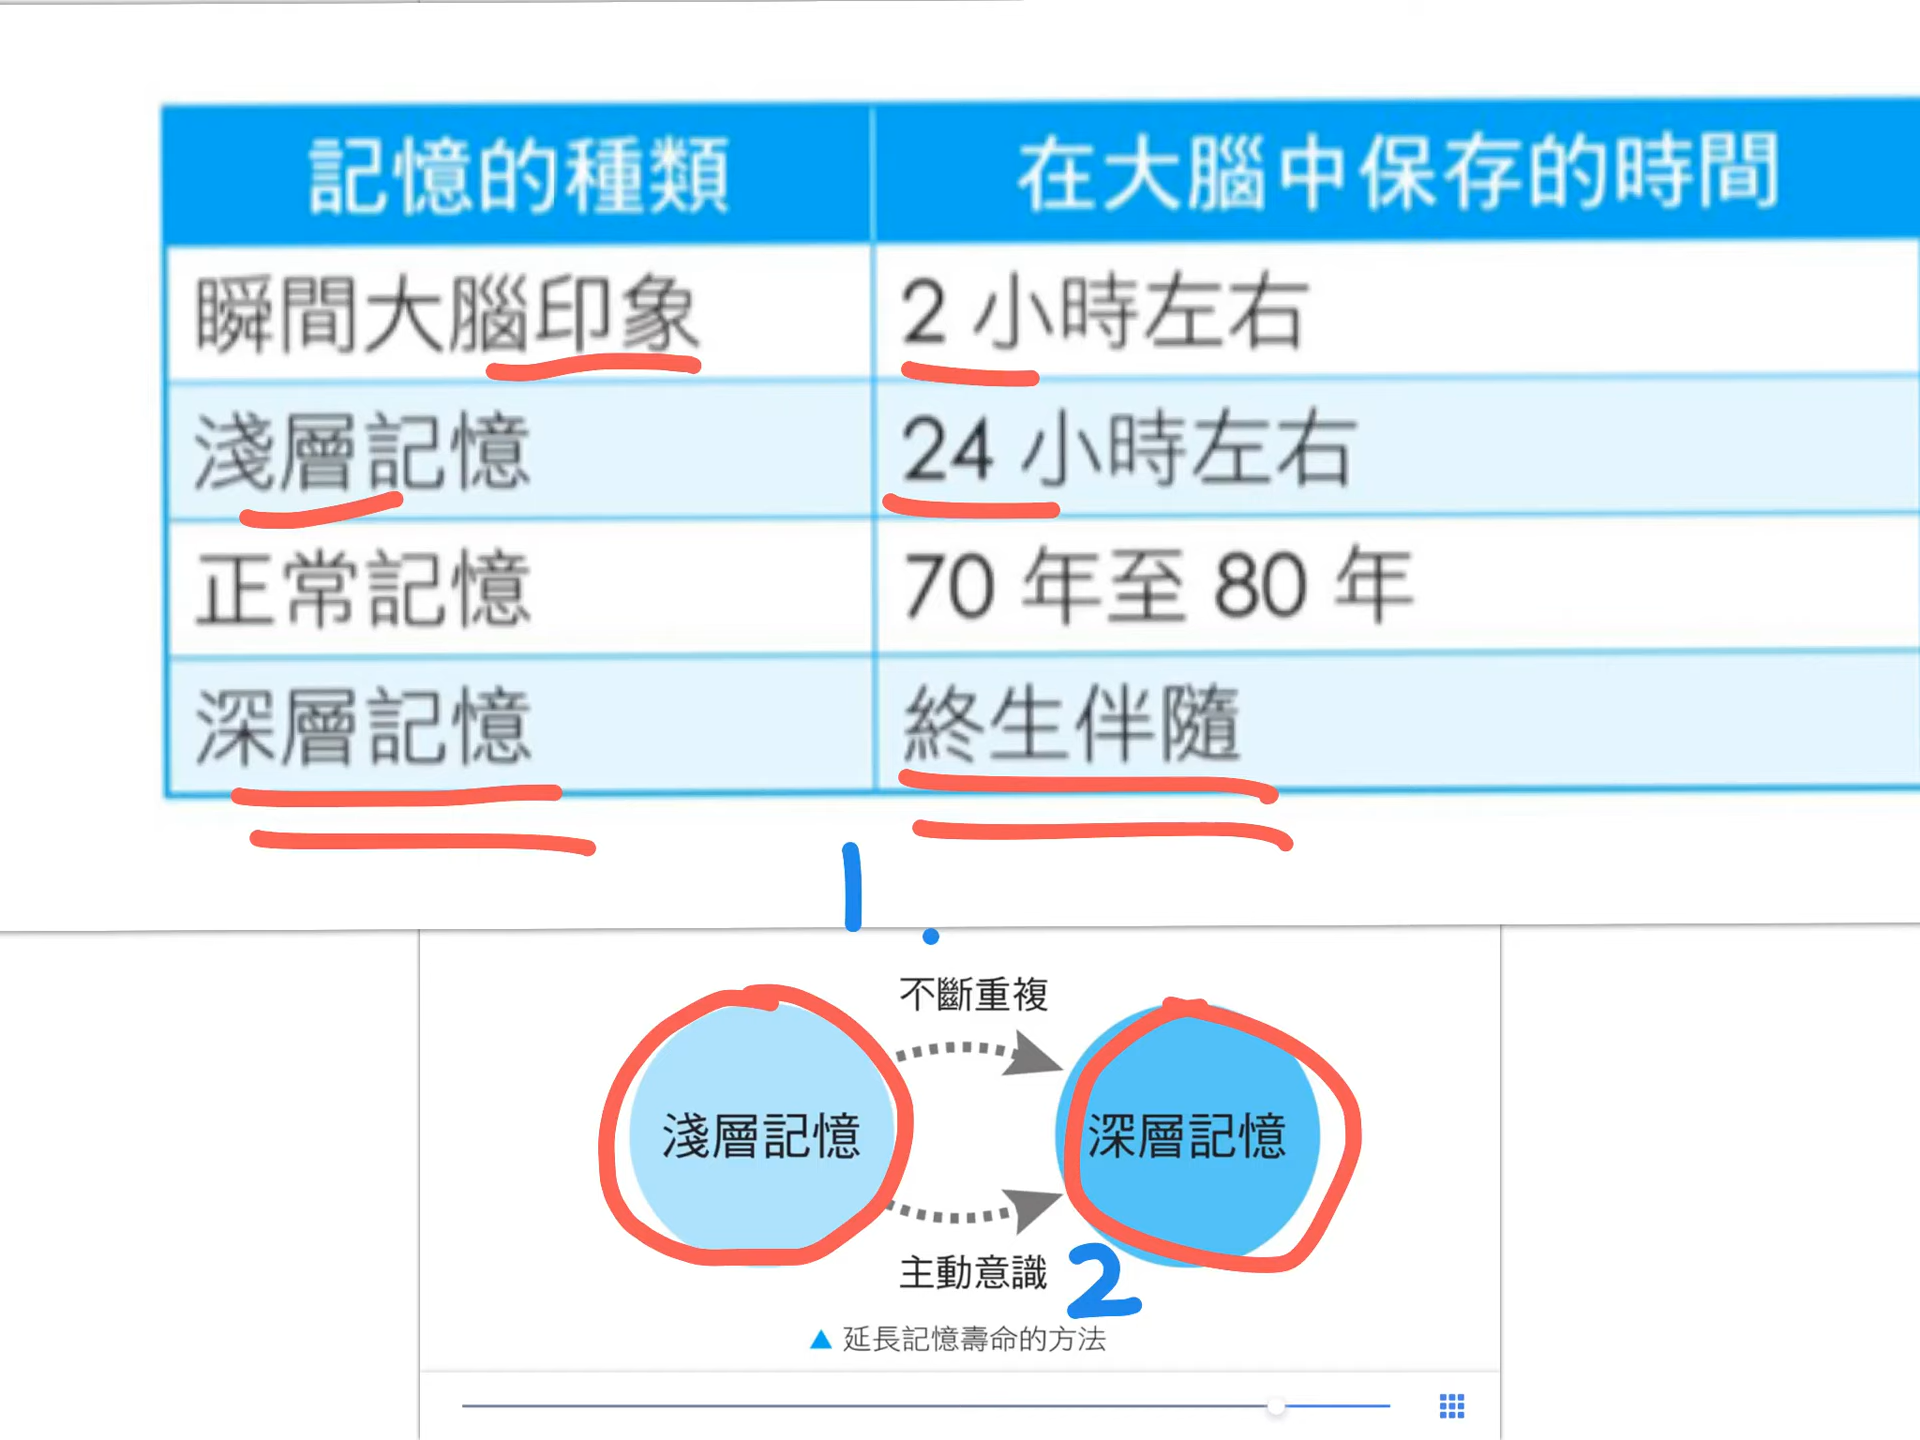 記憶的種類 在大腦中保存的時間
瞬間大腦印象 2 小時左右
淺層記憶 24 小時左右
正常記憶 70 年至 80 年
深層記憶 終生伴隨
1.
不斷重複
淺層記憶 深層記憶
主動意識 2
▲ 延長記憶壽命的方法